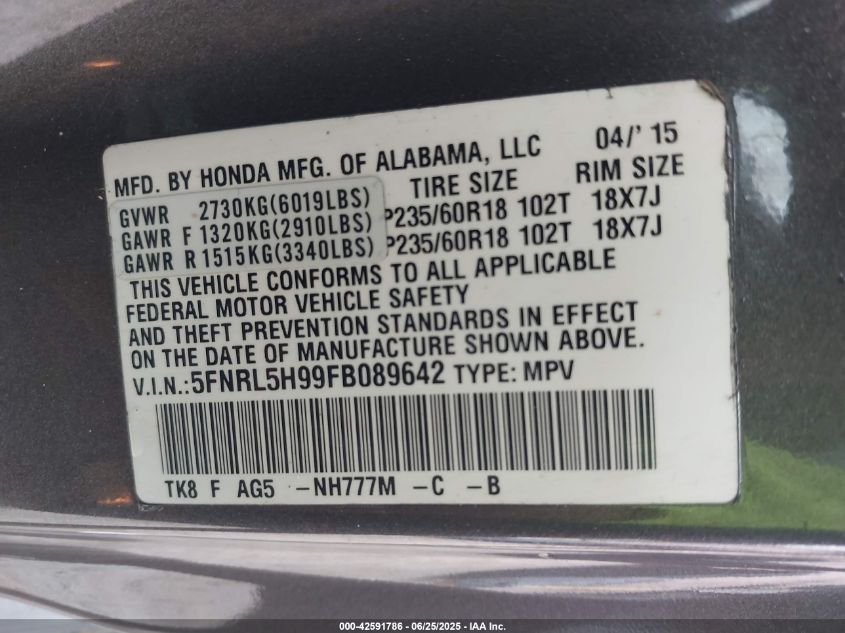 MFD. BY HONDA MFG. OF ALABAMA, LLC 04/' 15
TIRE SIZE RIM SIZE
GVWR 2730KG(6019LBS)
GAWR F 1320KG(2910LBS) P235/60R18 102T 18X7J
GAWR R 1515KG(3340LBS) P235/60R18 102T 18X7J
THIS VEHICLE CONFORMS TO ALL APPLICABLE
FEDERAL MOTOR VEHICLE SAFETY
AND THEFT PREVENTION STANDARDS IN EFFECT
ON THE DATE OF MANUFACTURE SHOWN ABOVE.
V.I.N.:5FNRL5H99FB089642 TYPE: MPV
TK8 F AG5 -NH777M -C -B
000-42591786 - 06/25/2025 - IAA Inc.